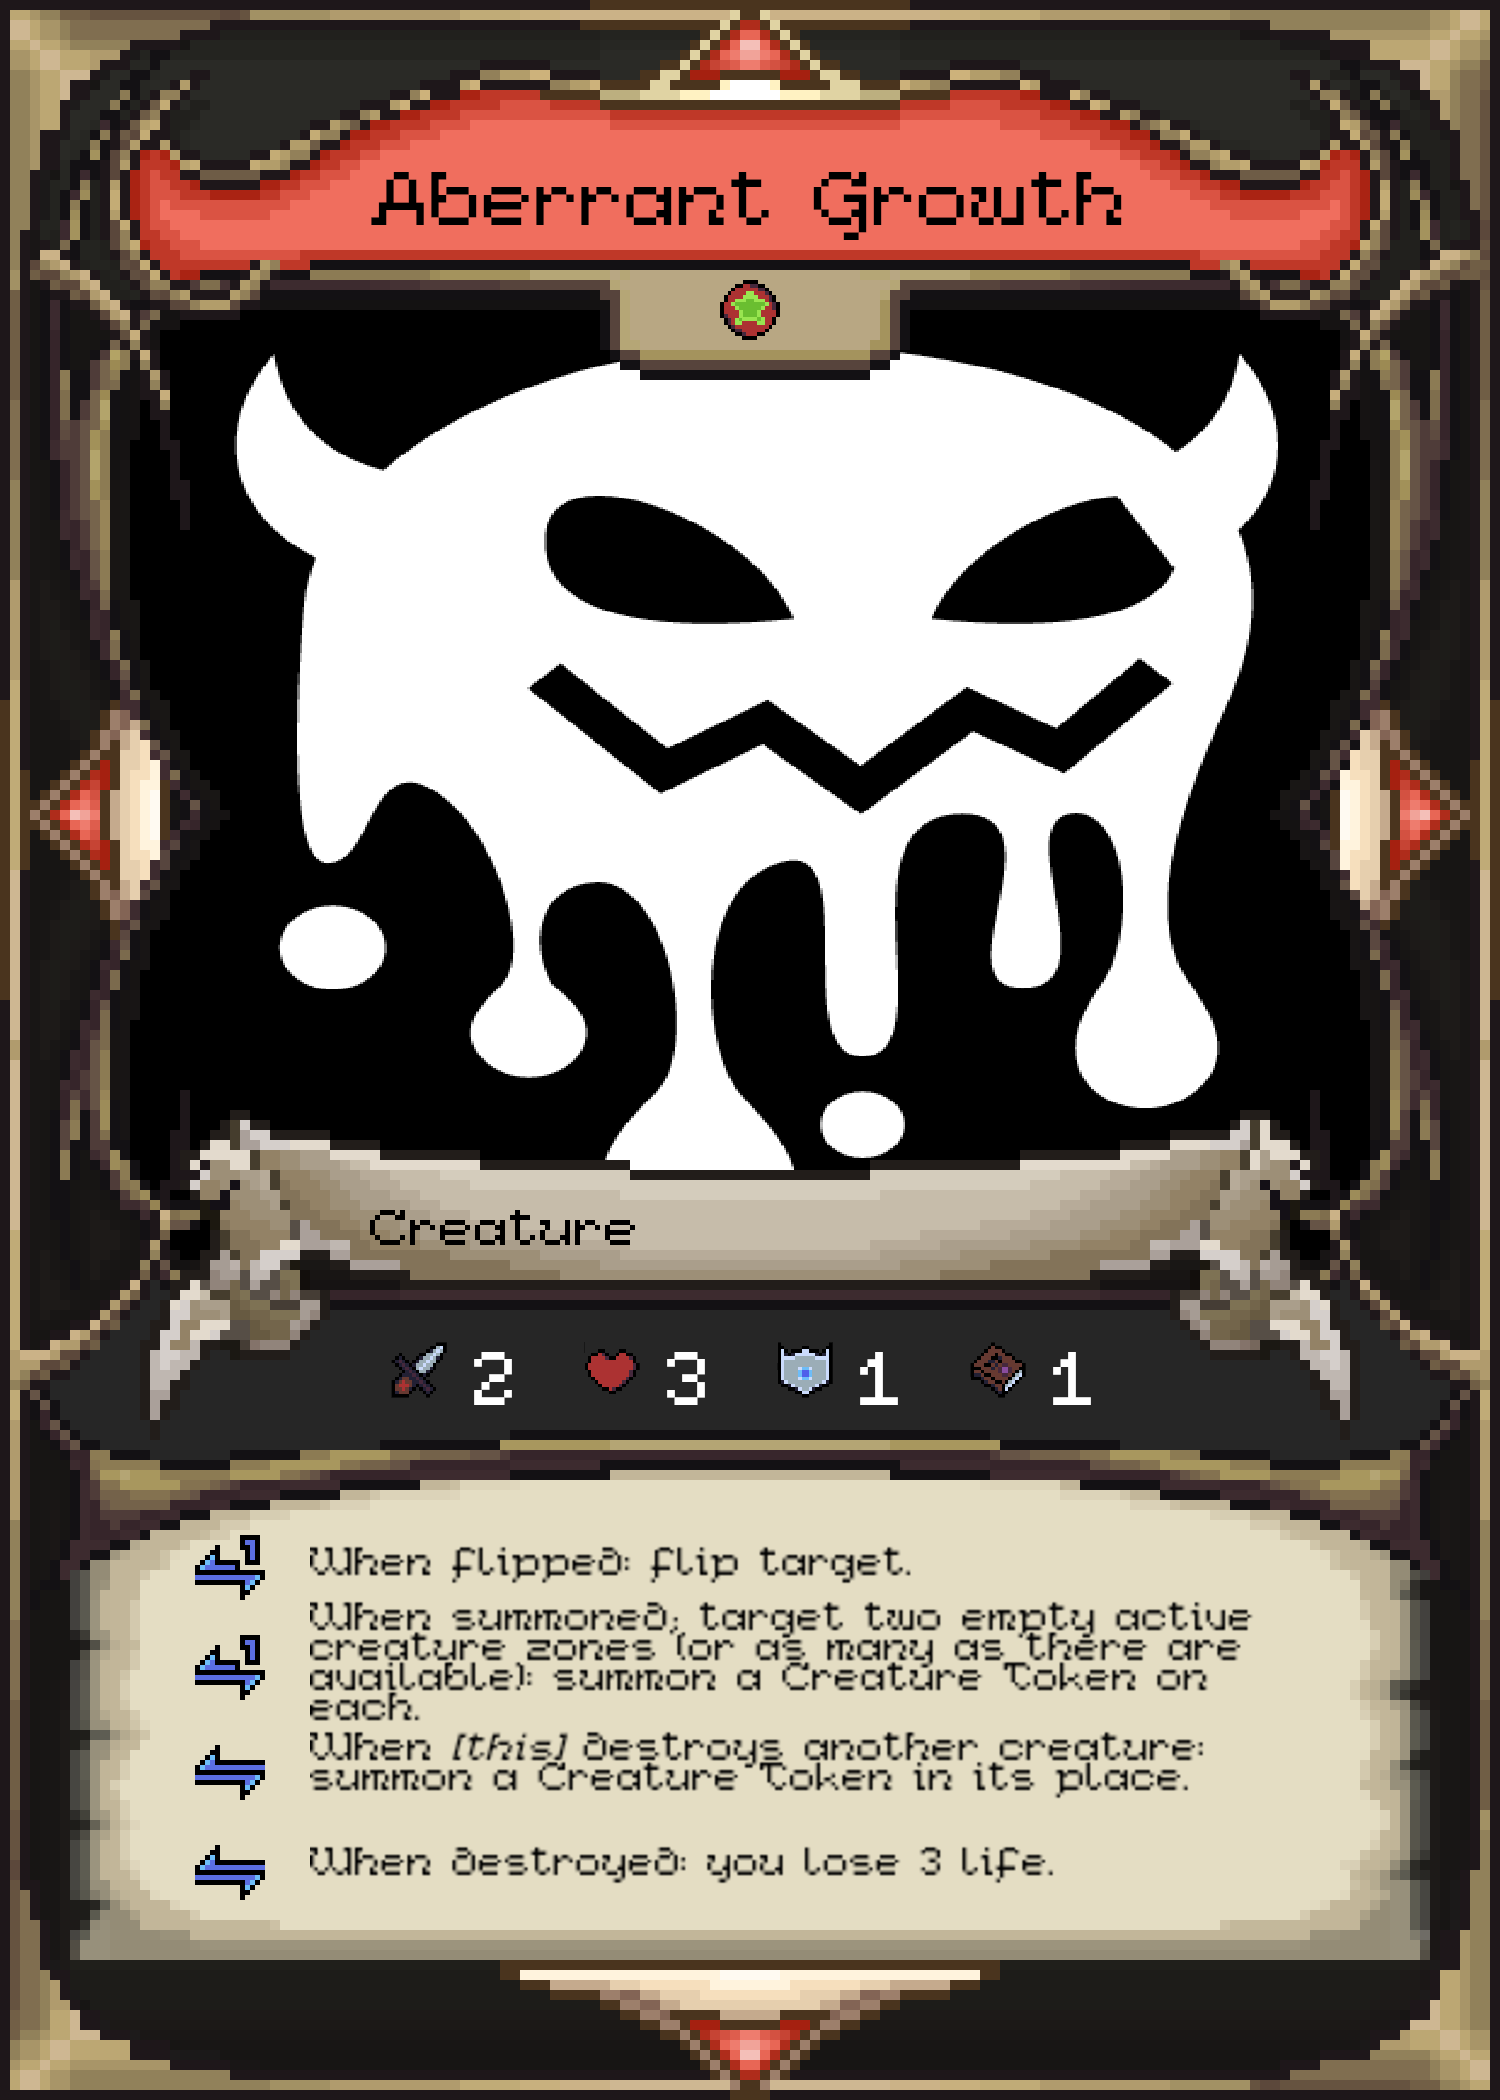 Aberrant Growth
Creature
2 3 1 1
1 When flipped: flip target.
1 When summoned; target two empty active
creature zones (or as many as there are
available): summon a Creature Token on
each.
When [this] destroys another creature:
summon a Creature Token in its place.
When destroyed: you lose 3 life.